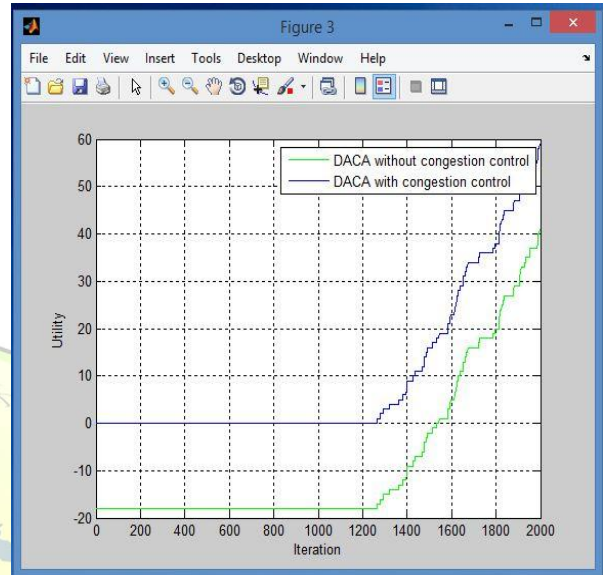 Figure 3
File Edit View Insert Tools Desktop Window Help
60
50
40
30
20
10
0
-10
-20
Utility
DACA without congestion control
DACA with congestion control
0 200 400 600 800 1000 1200 1400 1600 1800 2000
Iteration